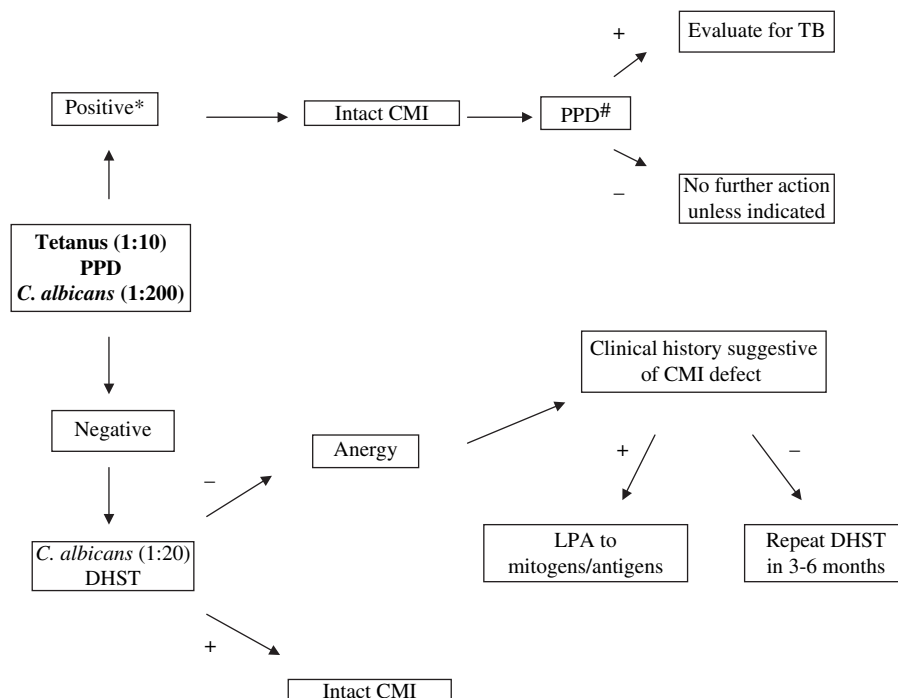 +
Evaluate for TB
Positive*
Intact CMI
PPD#
–
No further action
unless indicated
Tetanus (1:10)
PPD
C. albicans (1:200)
Clinical history suggestive
of CMI defect
Negative
Anergy
–
+
–
C. albicans (1:20)
DHST
LPA to
mitogens/antigens
Repeat DHST
in 3-6 months
+
Intact CMI